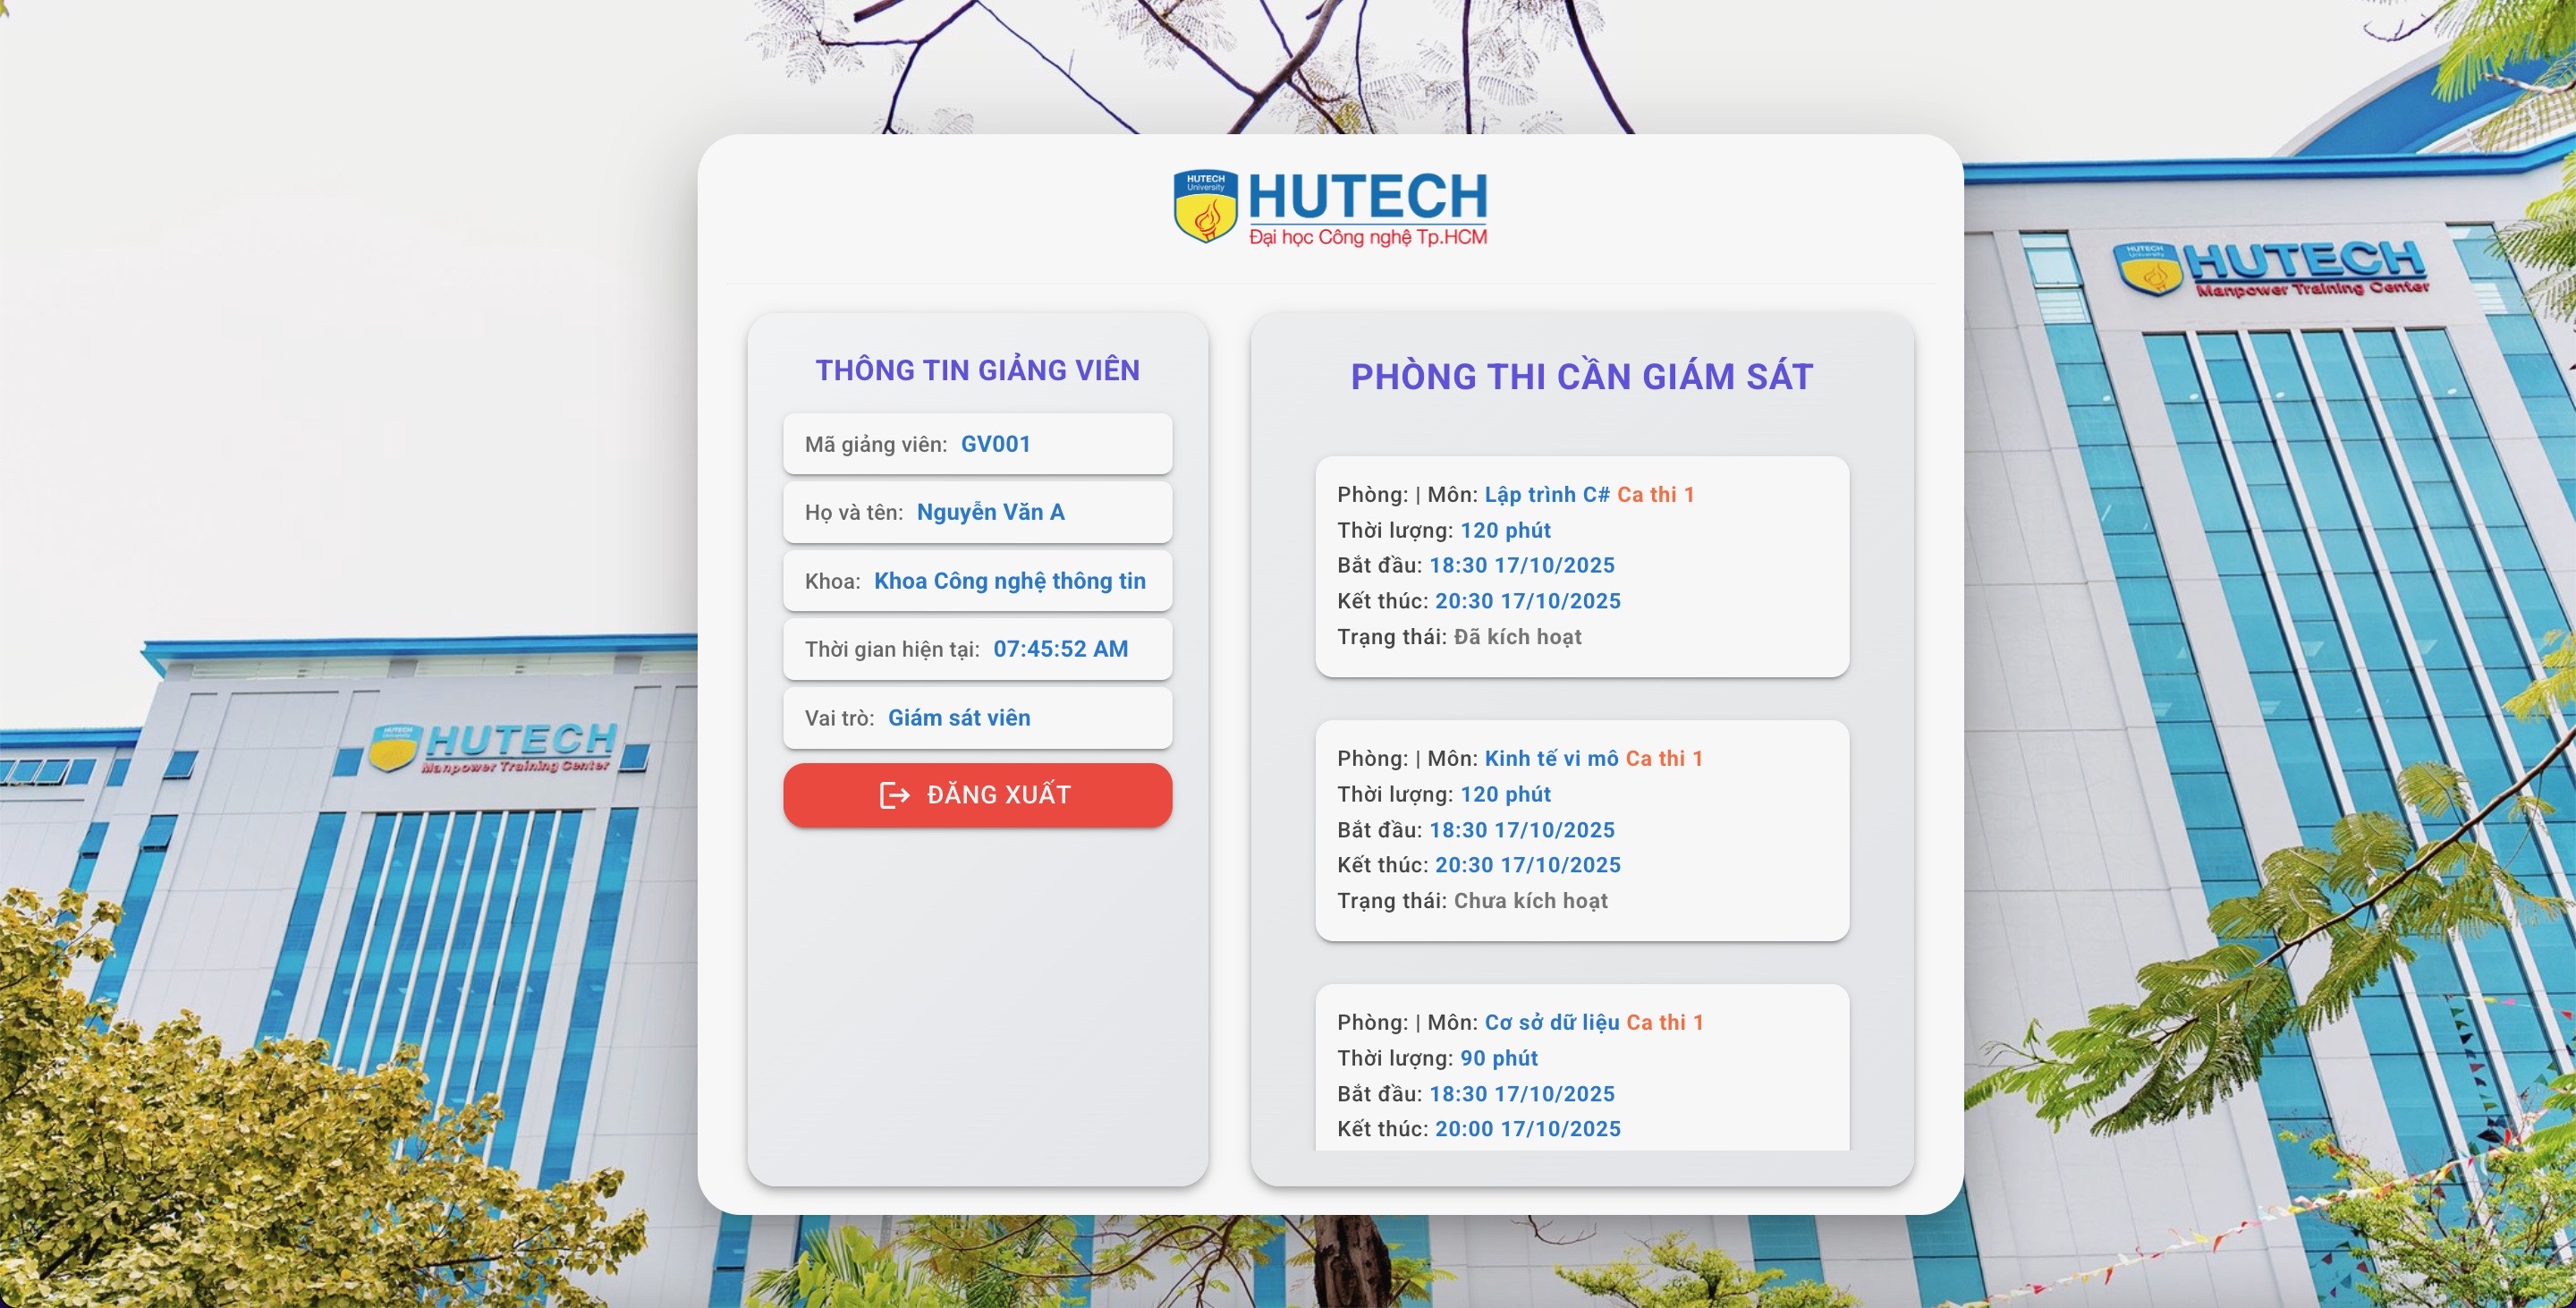 HUTECH
University
HUTECH
Đại học Công nghệ Tp.HCM
THÔNG TIN GIẢNG VIÊN
Mã giảng viên: GV001
Họ và tên: Nguyễn Văn A
Khoa: Khoa Công nghệ thông tin
Thời gian hiện tại: 07:45:52 AM
Vai trò: Giám sát viên
ĐĂNG XUẤT
PHÒNG THI CẦN GIÁM SÁT
Phòng: | Môn: Lập trình C# Ca thi 1
Thời lượng: 120 phút
Bắt đầu: 18:30 17/10/2025
Kết thúc: 20:30 17/10/2025
Trạng thái: Đã kích hoạt
Phòng: | Môn: Kinh tế vi mô Ca thi 1
Thời lượng: 120 phút
Bắt đầu: 18:30 17/10/2025
Kết thúc: 20:30 17/10/2025
Trạng thái: Chưa kích hoạt
Phòng: | Môn: Cơ sở dữ liệu Ca thi 1
Thời lượng: 90 phút
Bắt đầu: 18:30 17/10/2025
Kết thúc: 20:00 17/10/2025
HUTECH
University
HUTECH
Manpower Training Center
HUTECH
University
HUTECH
Manpower Training Center